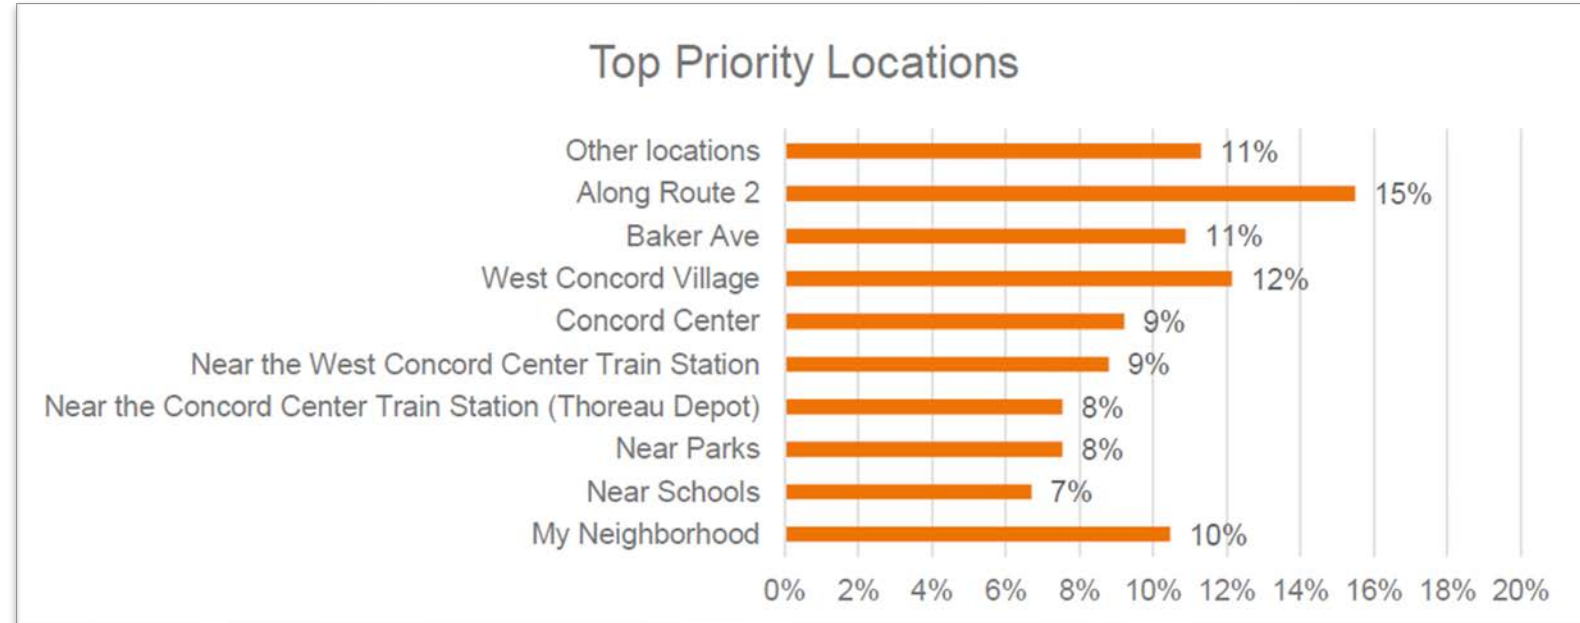 Top Priority Locations
Other locations 11%
Along Route 2 15%
Baker Ave 11%
West Concord Village 12%
Concord Center 9%
Near the West Concord Center Train Station 9%
Near the Concord Center Train Station (Thoreau Depot) 8%
Near Parks 8%
Near Schools 7%
My Neighborhood 10%
0% 2% 4% 6% 8% 10% 12% 14% 16% 18% 20%